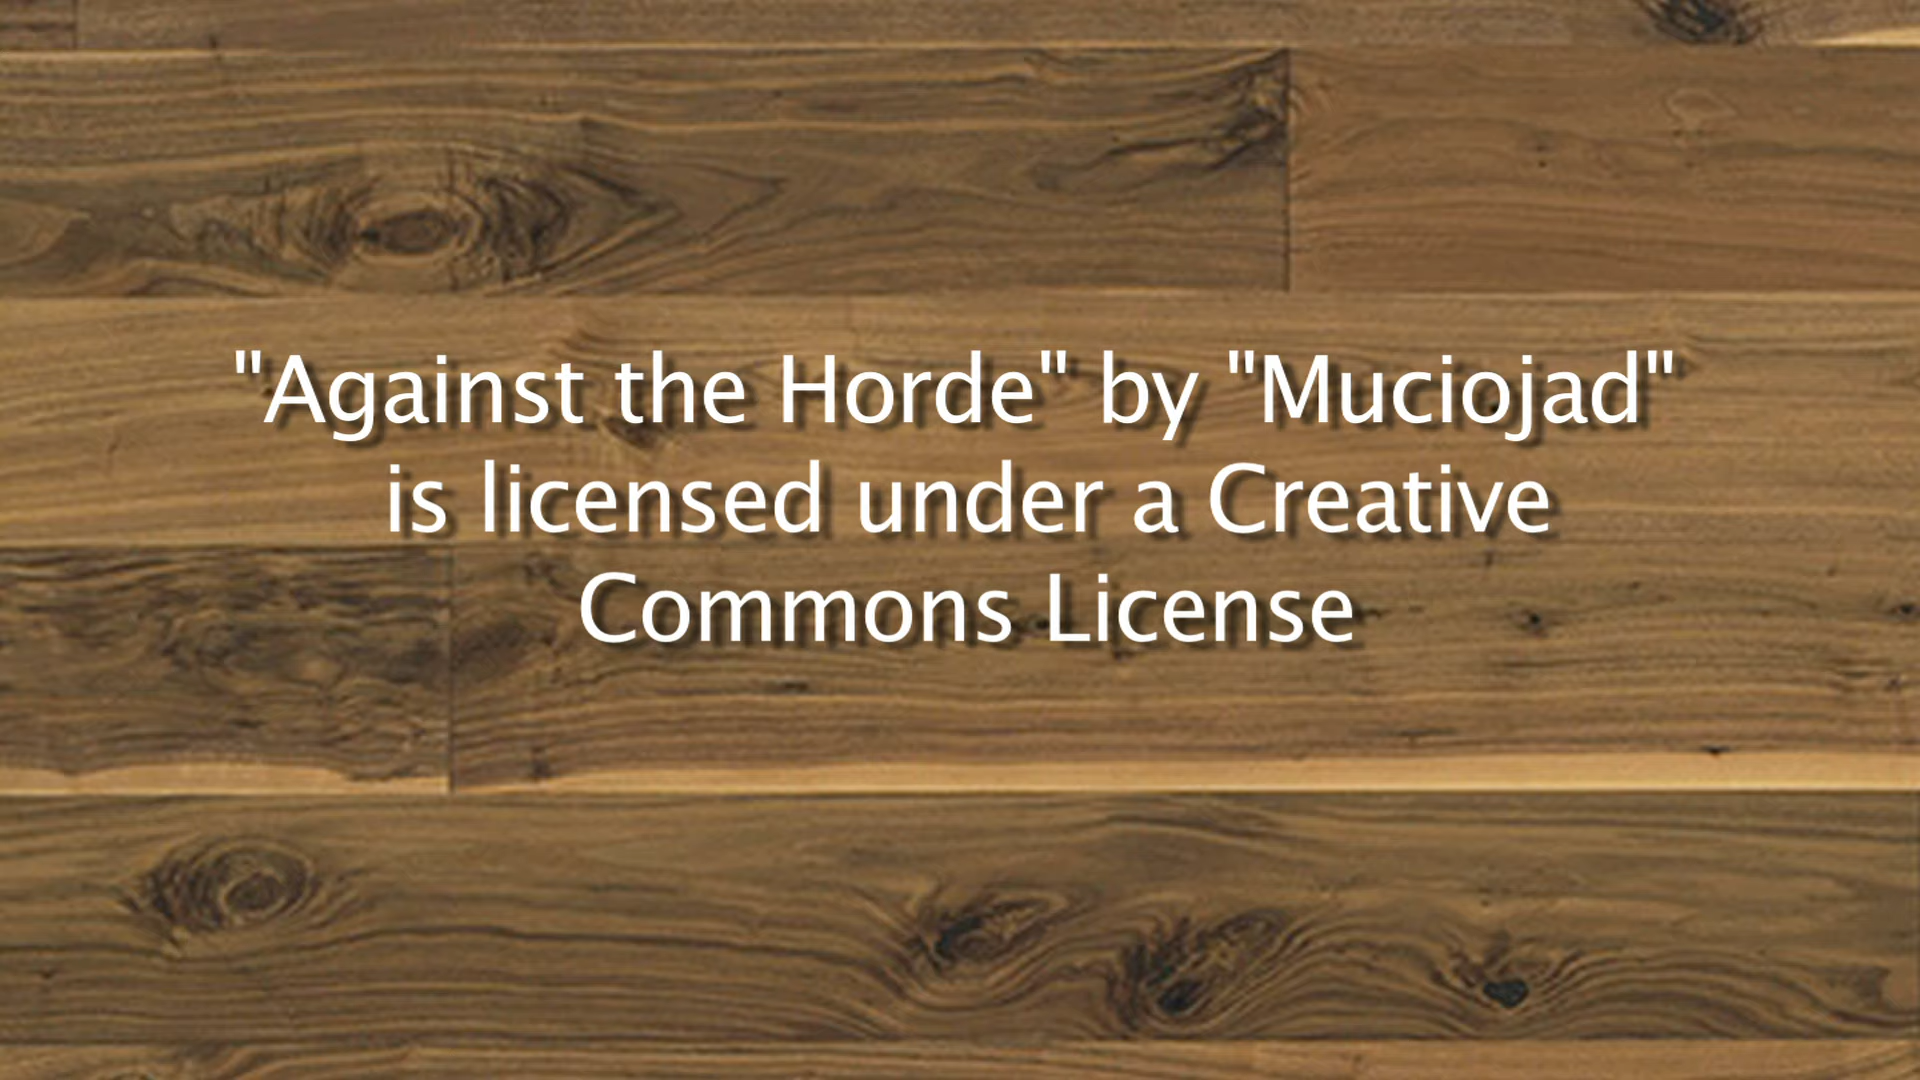 "Against the Horde" by "Muciojad"
is licensed under a Creative
Commons License